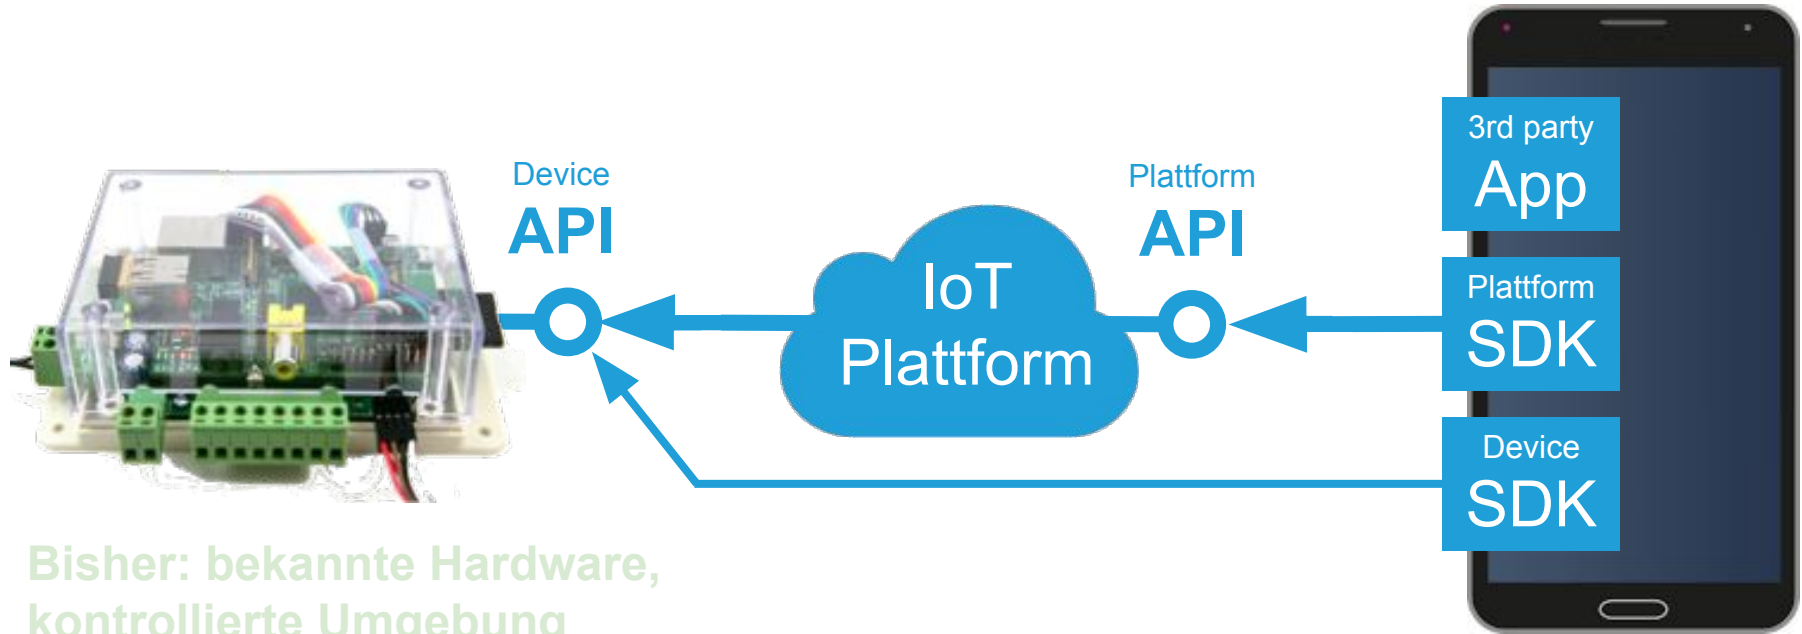 Device
API
IoT
Plattform
Plattform
API
3rd party
App
Plattform
SDK
Device
SDK
Bisher: bekannte Hardware,
kontrollierte Umgebung